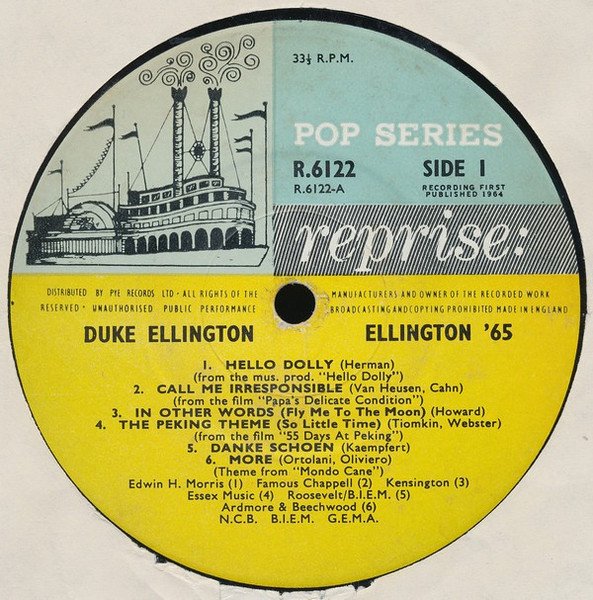 33⅓ R.P.M.
POP SERIES
R.6122 SIDE 1
R.6122-A RECORDING FIRST
PUBLISHED 1964
reprise:
DISTRIBUTED BY PYE RECORDS LTD · ALL RIGHTS OF THE MANUFACTURERS AND OWNER OF THE RECORDED WORK
RESERVED · UNAUTHORISED PUBLIC PERFORMANCE BROADCASTING AND COPYING PROHIBITED MADE IN ENGLAND
DUKE ELLINGTON ELLINGTON '65
1. HELLO DOLLY (Herman)
(from the mus. prod. "Hello Dolly")
2. CALL ME IRRESPONSIBLE (Van Heusen, Cahn)
(from the film "Papa's Delicate Condition")
3. IN OTHER WORDS (Fly Me To The Moon) (Howard)
4. THE PEKING THEME (So Little Time) (Tiomkin, Webster)
(from the film "55 Days At Peking")
5. DANKE SCHOEN (Kaempfert)
6. MORE (Ortolani, Oliviero)
(Theme from "Mondo Cane")
Edwin H. Morris (1) Famous Chappell (2) Kensington (3)
Essex Music (4) Roosevelt/B.I.E.M. (5)
Ardmore & Beechwood (6)
N.C.B. B.I.E.M. G.E.M.A.